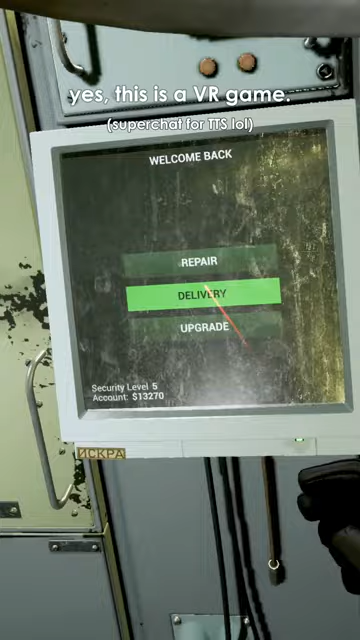 yes, this is a VR game.
(superchat for TTS lol)
WELCOME BACK
REPAIR
DELIVERY
UPGRADE
Security Level 5
Account: $13270
ИСКРА